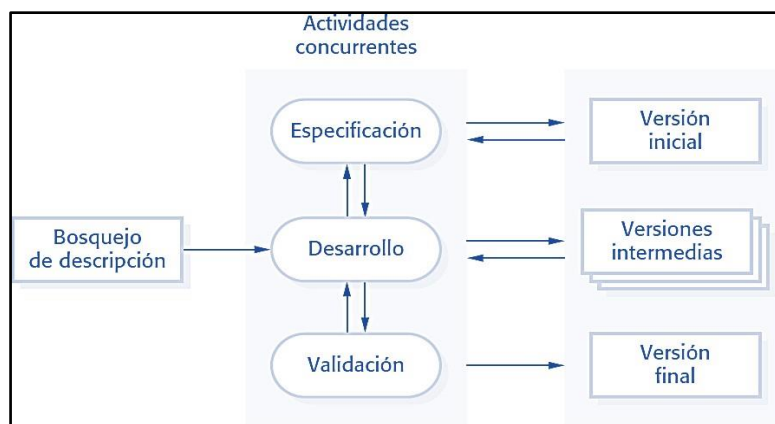 Actividades
concurrentes
Especificación
Versión
inicial
Bosquejo
de descripción
Desarrollo
Versiones
intermedias
Validación
Versión
final